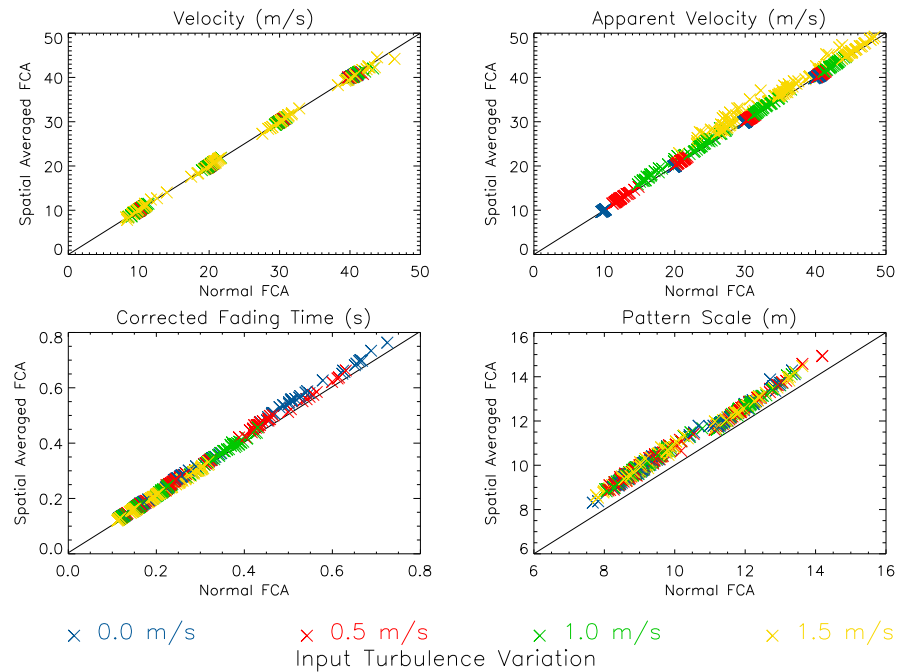 Velocity (m/s)
Spatial Averaged FCA
50
40
30
20
10
0
0 10 20 30 40 50
Normal FCA
Apparent Velocity (m/s)
Spatial Averaged FCA
50
40
30
20
10
0
0 10 20 30 40 50
Normal FCA
Corrected Fading Time (s)
Spatial Averaged FCA
0.8
0.6
0.4
0.2
0.0
0.0 0.2 0.4 0.6 0.8
Normal FCA
Pattern Scale (m)
Spatial Averaged FCA
16
14
12
10
8
6
6 8 10 12 14 16
Normal FCA
0.0 m/s 0.5 m/s 1.0 m/s 1.5 m/s
Input Turbulence Variation